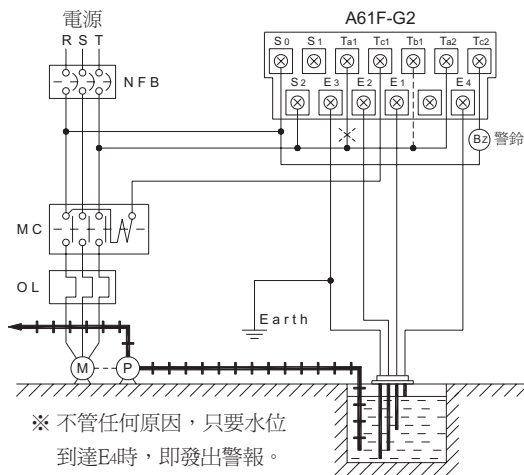 電源
A61F-G2
R S T
S0 S1 Ta1 Tc1 Tb1 Ta2 Tc2
NFB
S2 E3 E2 E1 E4
Bz 警鈴
MC
OL
Earth
M P
※ 不管任何原因，只要水位
到達E4時，即發出警報。